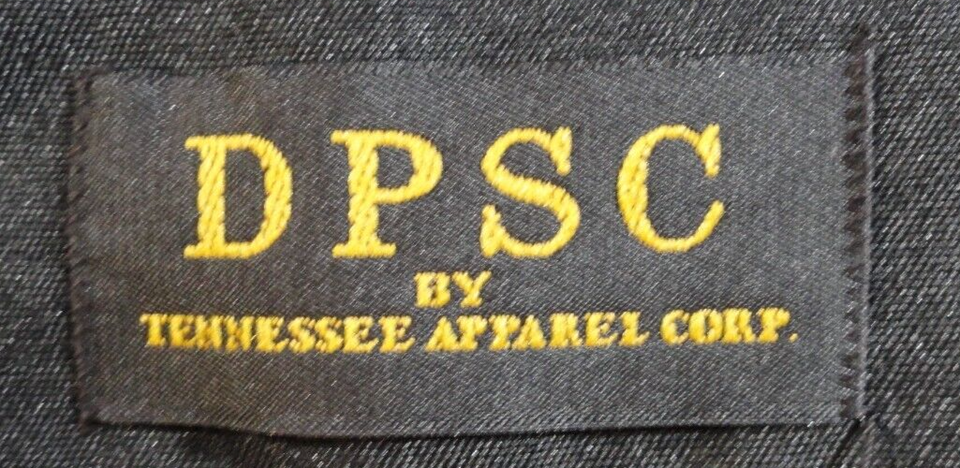 DPSC
BY
TENNESSEE APPAREL CORP.